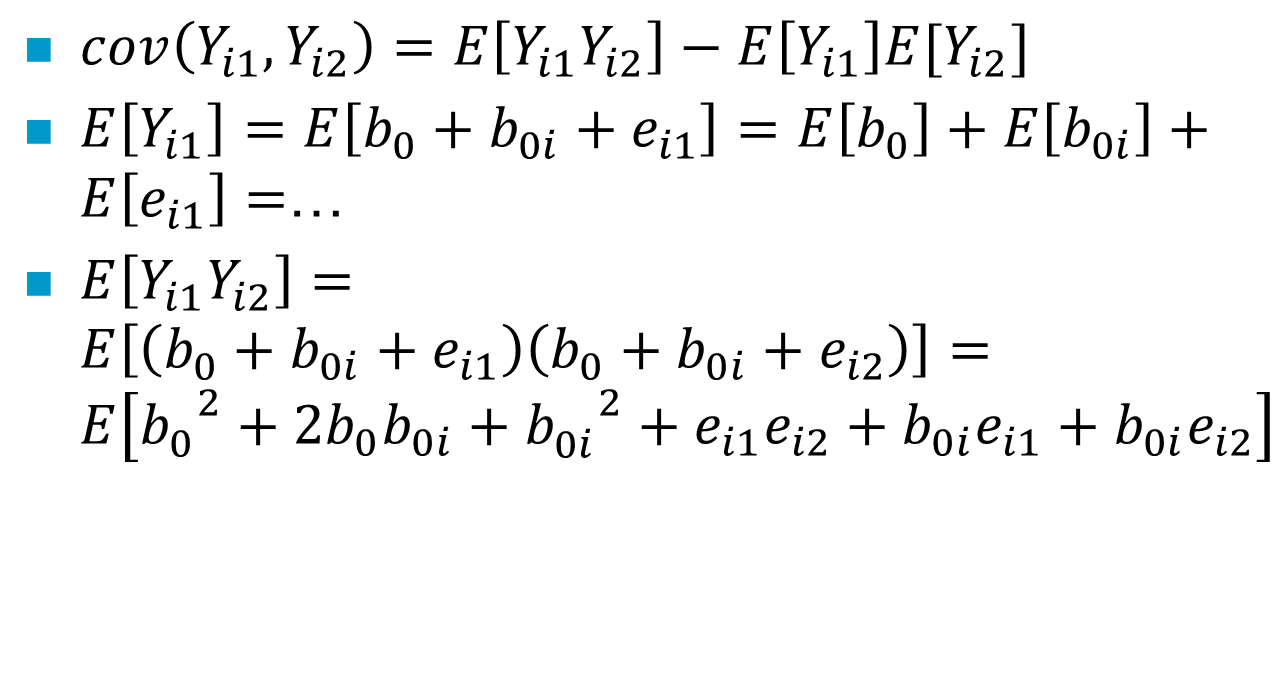 ■ cov(Y_{i1}, Y_{i2}) = E[Y_{i1}Y_{i2}] − E[Y_{i1}]E[Y_{i2}]
■ E[Y_{i1}] = E[b_0 + b_{0i} + e_{i1}] = E[b_0] + E[b_{0i}] +
E[e_{i1}] =...
■ E[Y_{i1}Y_{i2}] =
E[(b_0 + b_{0i} + e_{i1})(b_0 + b_{0i} + e_{i2})] =
E[b_0^2 + 2b_0b_{0i} + b_{0i}^2 + e_{i1}e_{i2} + b_{0i}e_{i1} + b_{0i}e_{i2}]